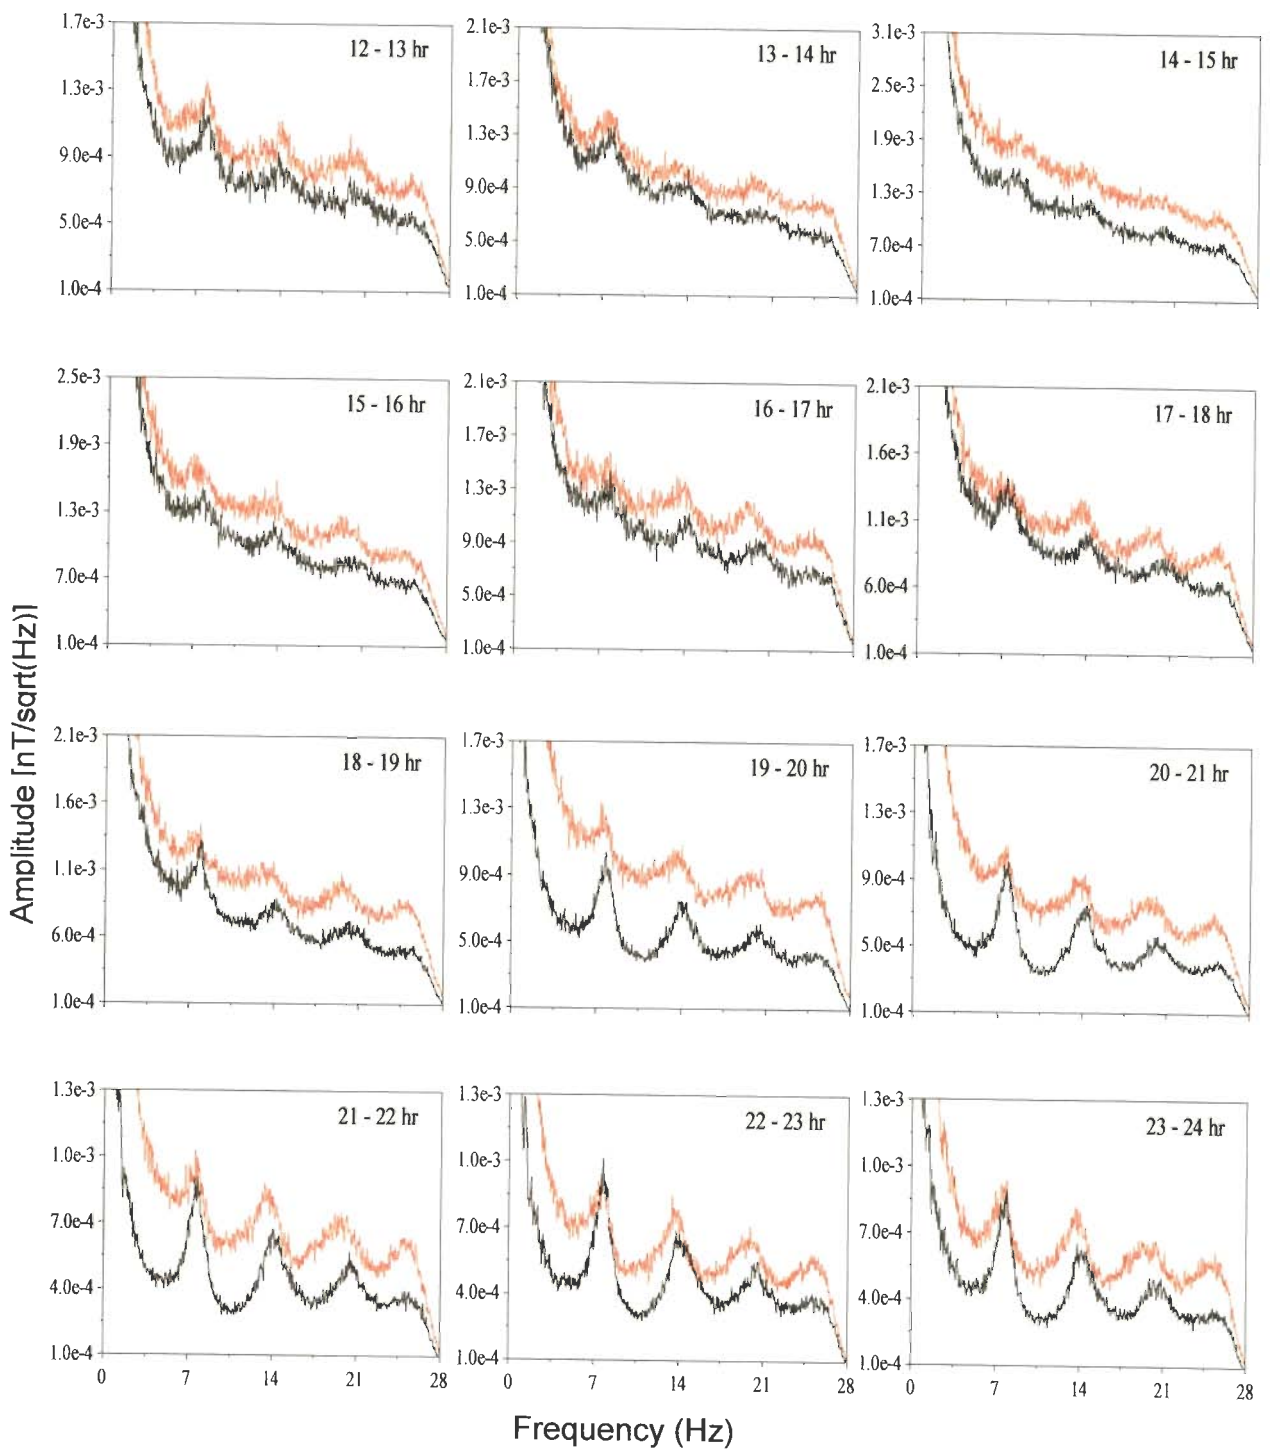 1.7e-3
12 - 13 hr
1.3e-3
9.0e-4
5.0e-4
1.0e-4
2.1e-3
13 - 14 hr
1.7e-3
1.3e-3
9.0e-4
5.0e-4
1.0e-4
3.1e-3
14 - 15 hr
2.5e-3
1.9e-3
1.3e-3
7.0e-4
1.0e-4
2.5e-3
15 - 16 hr
1.9e-3
1.3e-3
7.0e-4
1.0e-4
2.1e-3
16 - 17 hr
1.7e-3
1.3e-3
9.0e-4
5.0e-4
1.0e-4
2.1e-3
17 - 18 hr
1.6e-3
1.1e-3
6.0e-4
1.0e-4
Amplitude [nT/sqrt(Hz)]
2.1e-3
18 - 19 hr
1.6e-3
1.1e-3
6.0e-4
1.0e-4
1.7e-3
19 - 20 hr
1.3e-3
9.0e-4
5.0e-4
1.0e-4
1.7e-3
20 - 21 hr
1.3e-3
9.0e-4
5.0e-4
1.0e-4
1.3e-3
21 - 22 hr
1.0e-3
7.0e-4
4.0e-4
1.0e-4
0 7 14 21 28
1.3e-3
22 - 23 hr
1.0e-3
7.0e-4
4.0e-4
1.0e-4
0 7 14 21 28
1.3e-3
23 - 24 hr
1.0e-3
7.0e-4
4.0e-4
1.0e-4
0 7 14 21 28
Frequency (Hz)